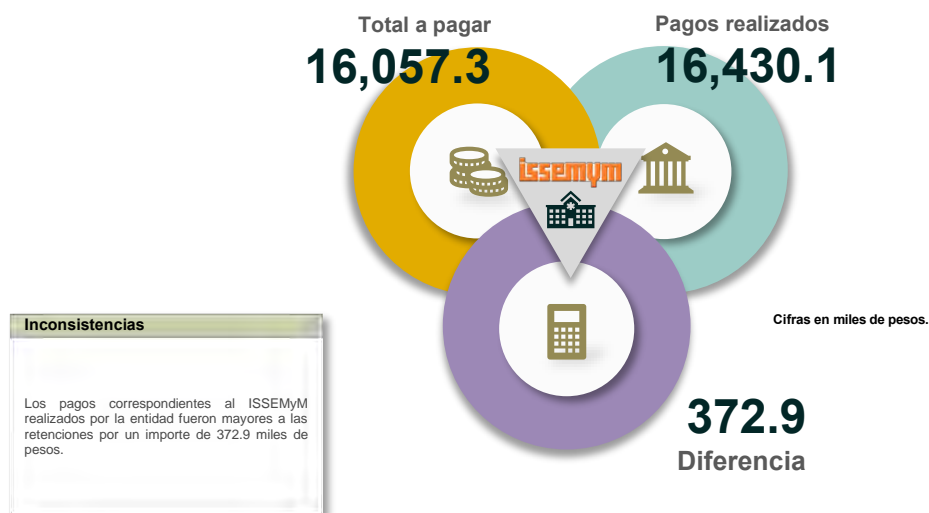 Total a pagar
16,057.3
Pagos realizados
16,430.1
issemym
Cifras en miles de pesos.
Inconsistencias
Los pagos correspondientes al ISSEMyM
realizados por la entidad fueron mayores a las
retenciones por un importe de 372.9 miles de
pesos.
372.9
Diferencia